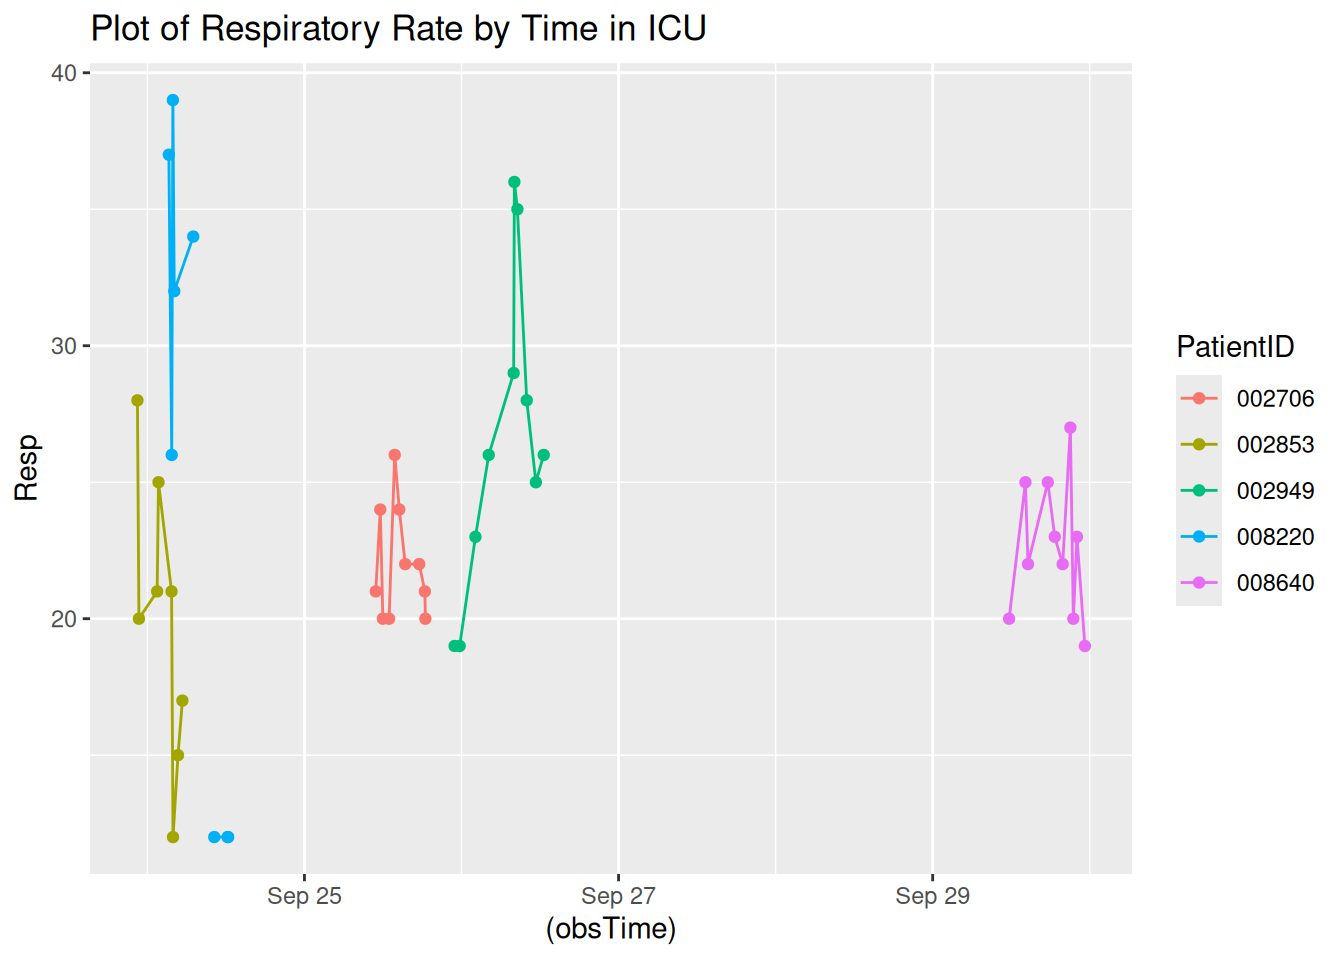 Plot of Respiratory Rate by Time in ICU
40
30
20
Resp
Sep 25
Sep 27
Sep 29
(obsTime)
PatientID
002706
002853
002949
008220
008640